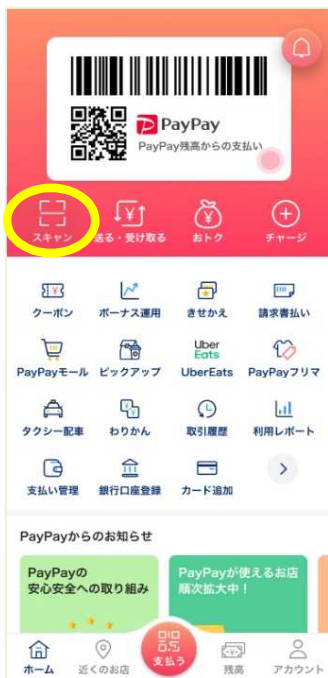 PayPay
PayPay残高からの支払い
スキャン 送る・受け取る おトク チャージ
クーポン ボーナス運用 きせかえ 請求書払い
Uber Eats
PayPayモール ピックアップ UberEats PayPayフリマ
タクシー配車 わりかん 取引履歴 利用レポート
支払い管理 銀行口座登録 カード追加
PayPayからのお知らせ
PayPayの
安心安全への取り組み
PayPayが使えるお店
順次拡大中！
ホーム 近くのお店 支払う 残高 アカウント